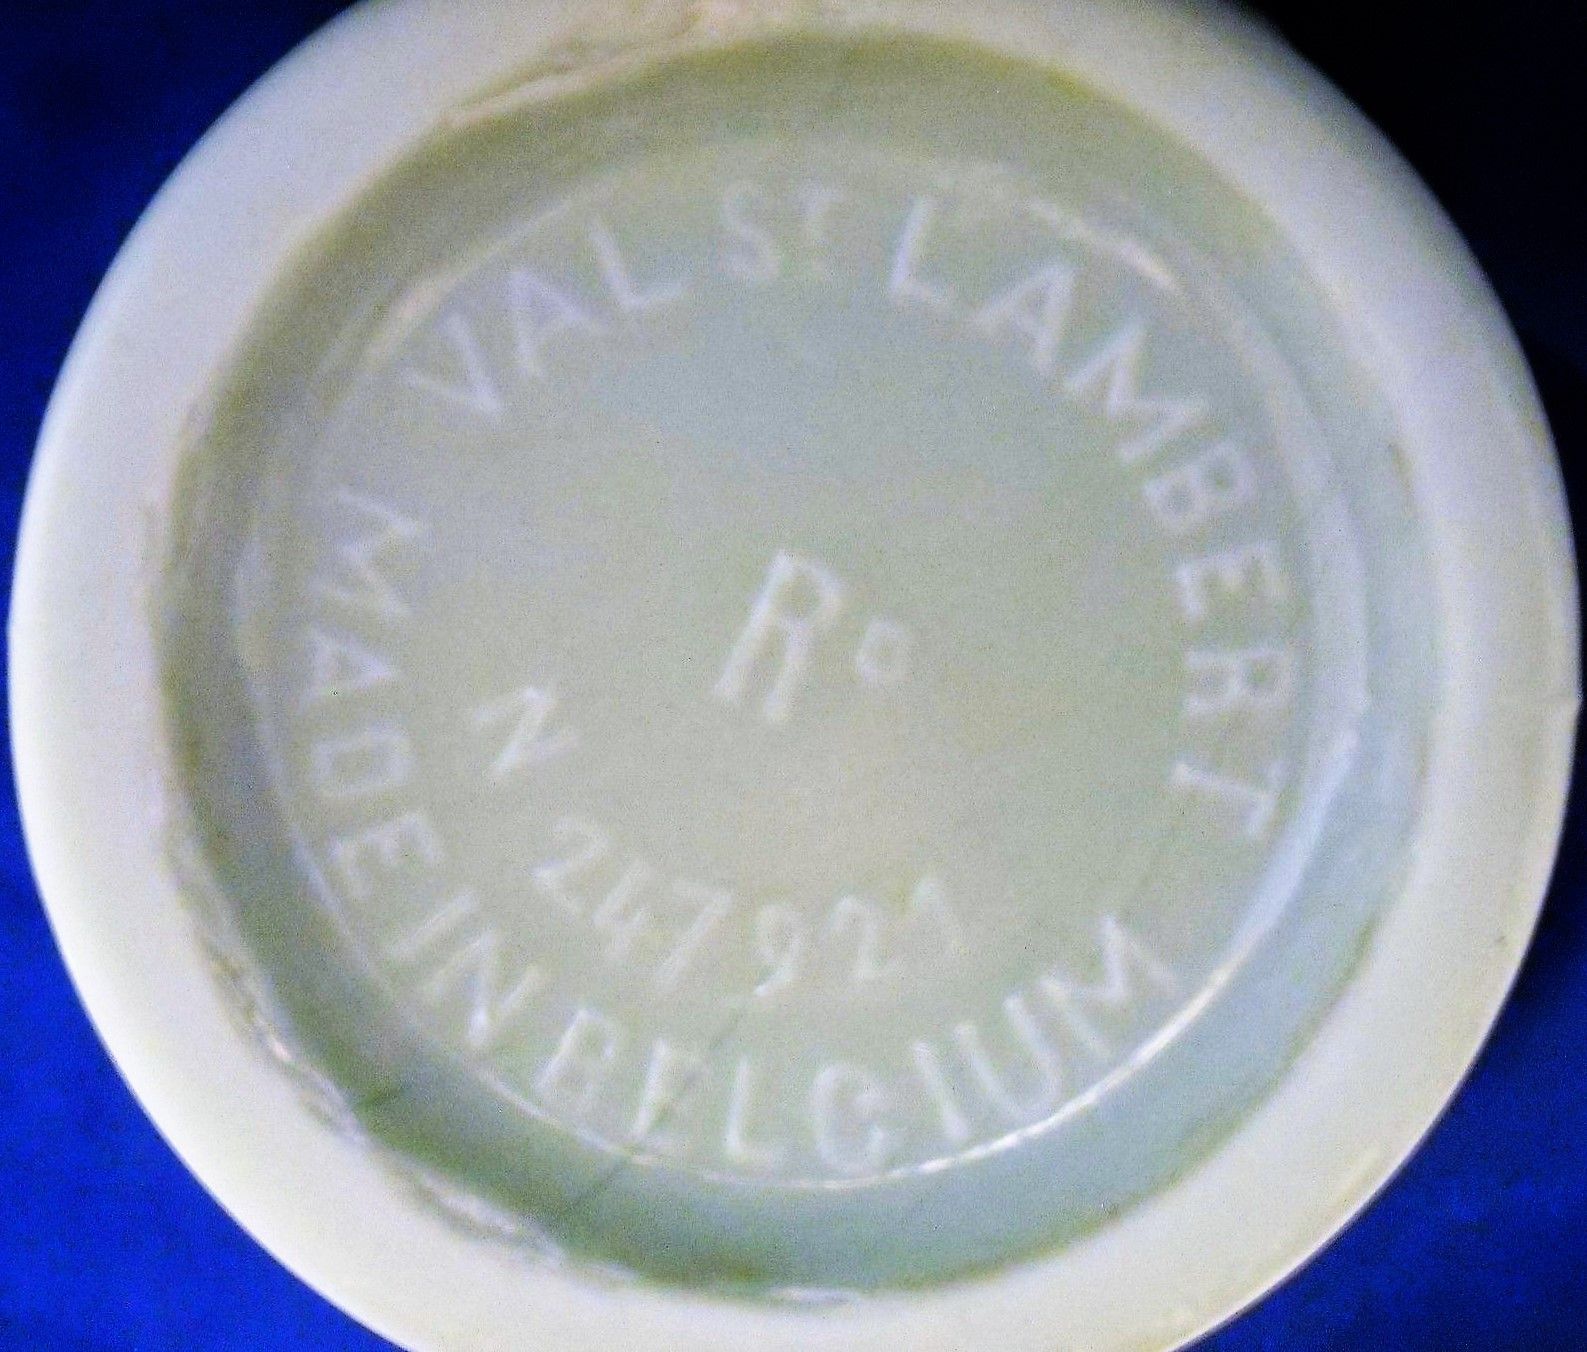 VAL ST LAMBERT
MADE IN BELGIUM
RD
N
247921